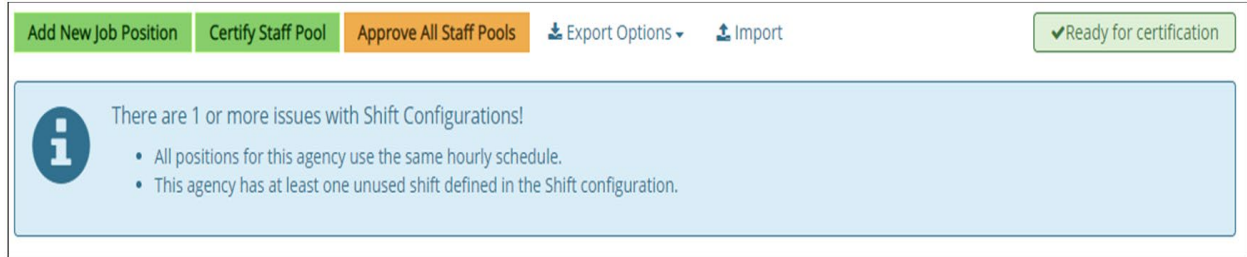 Add New Job Position Certify Staff Pool Approve All Staff Pools Export Options Import Ready for certification
There are 1 or more issues with Shift Configurations!
• All positions for this agency use the same hourly schedule.
• This agency has at least one unused shift defined in the Shift configuration.